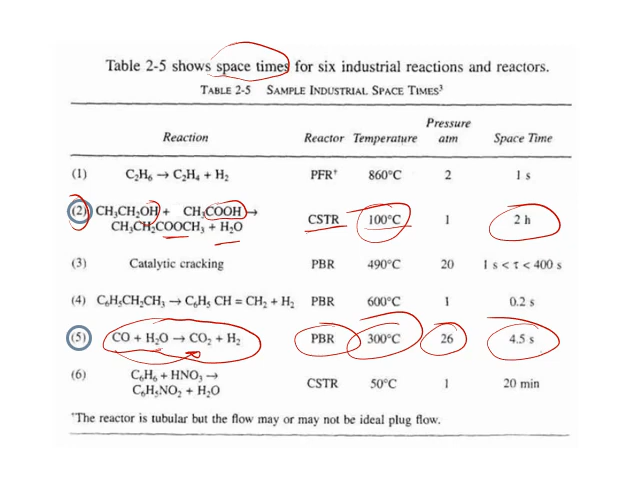 Table 2-5 shows space times for six industrial reactions and reactors.
TABLE 2-5 SAMPLE INDUSTRIAL SPACE TIMES³
Reaction Reactor Temperature Pressure atm Space Time
(1) C₂H₆ → C₂H₄ + H₂ PFR† 860°C 2 1 s
(2) CH₃CH₂OH + CH₃COOH → CSTR 100°C 1 2 h
CH₃CH₂COOCH₃ + H₂O
(3) Catalytic cracking PBR 490°C 20 1 s < τ < 400 s
(4) C₆H₅CH₂CH₃ → C₆H₅ CH = CH₂ + H₂ PBR 600°C 1 0.2 s
(5) CO + H₂O → CO₂ + H₂ PBR 300°C 26 4.5 s
(6) C₆H₆ + HNO₃ → CSTR 50°C 1 20 min
C₆H₅NO₂ + H₂O
†The reactor is tubular but the flow may or may not be ideal plug flow.